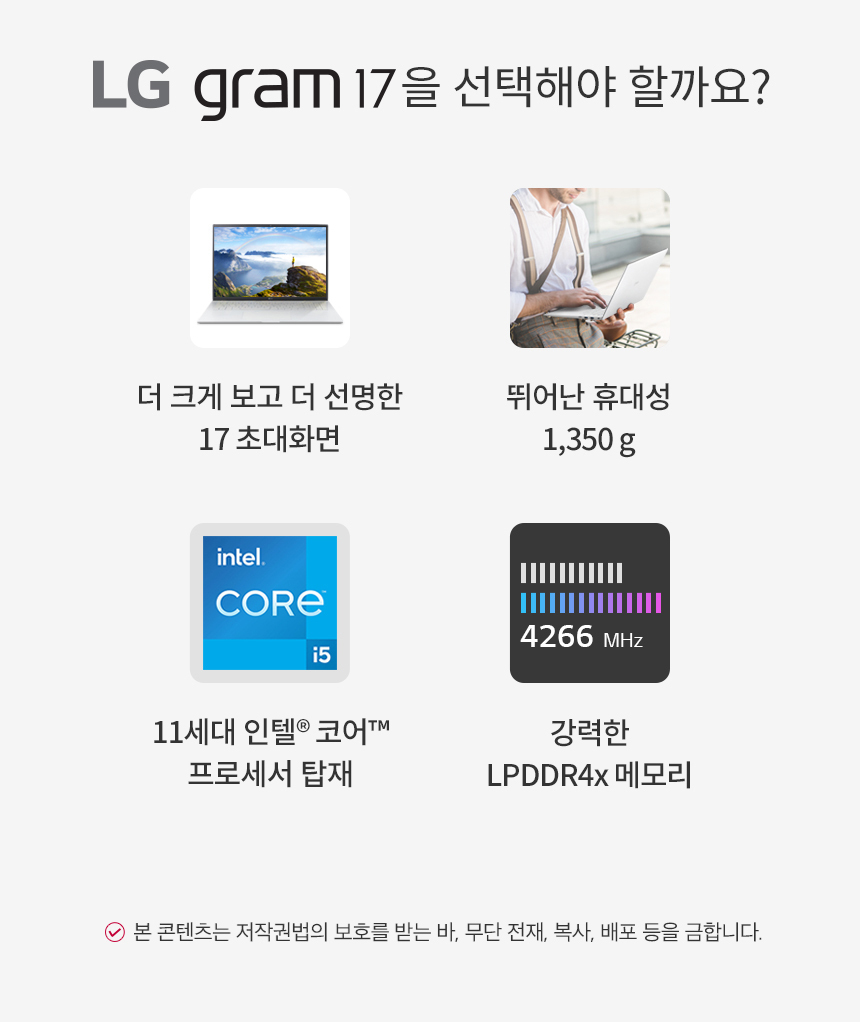 LG gram 17을 선택해야 할까요?
더 크게 보고 더 선명한
17 초대화면
뛰어난 휴대성
1,350 g
intel.
CORe™
i5
11세대 인텔® 코어™
프로세서 탑재
4266 MHz
강력한
LPDDR4x 메모리
본 콘텐츠는 저작권법의 보호를 받는 바, 무단 전재, 복사, 배포 등을 금합니다.